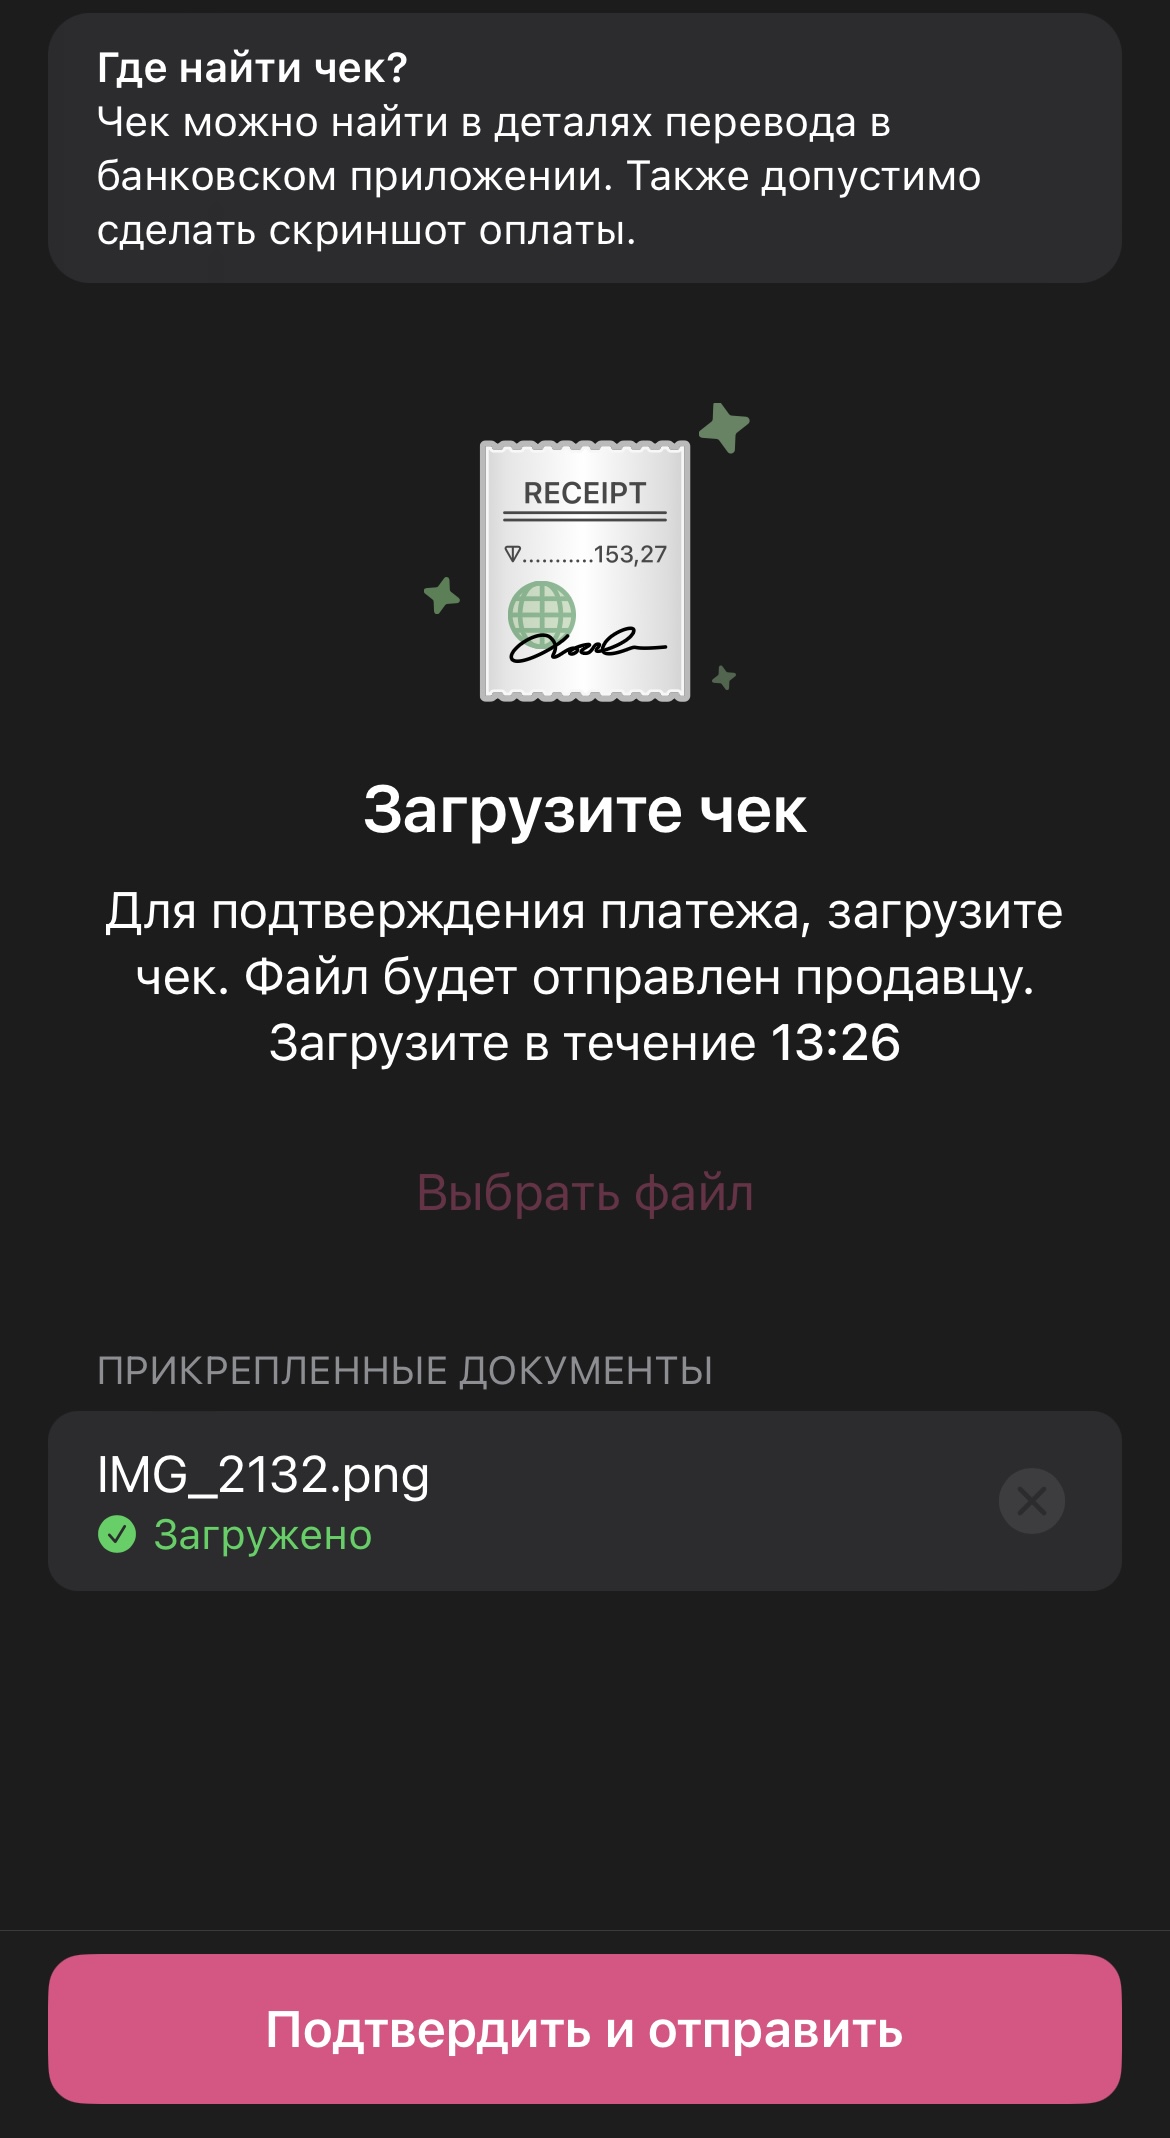 Где найти чек?
Чек можно найти в деталях перевода в
банковском приложении. Также допустимо
сделать скриншот оплаты.
RECEIPT
...........153,27
Загрузите чек
Для подтверждения платежа, загрузите
чек. Файл будет отправлен продавцу.
Загрузите в течение 13:26
Выбрать файл
ПРИКРЕПЛЕННЫЕ ДОКУМЕНТЫ
IMG_2132.png
Загружено
Подтвердить и отправить